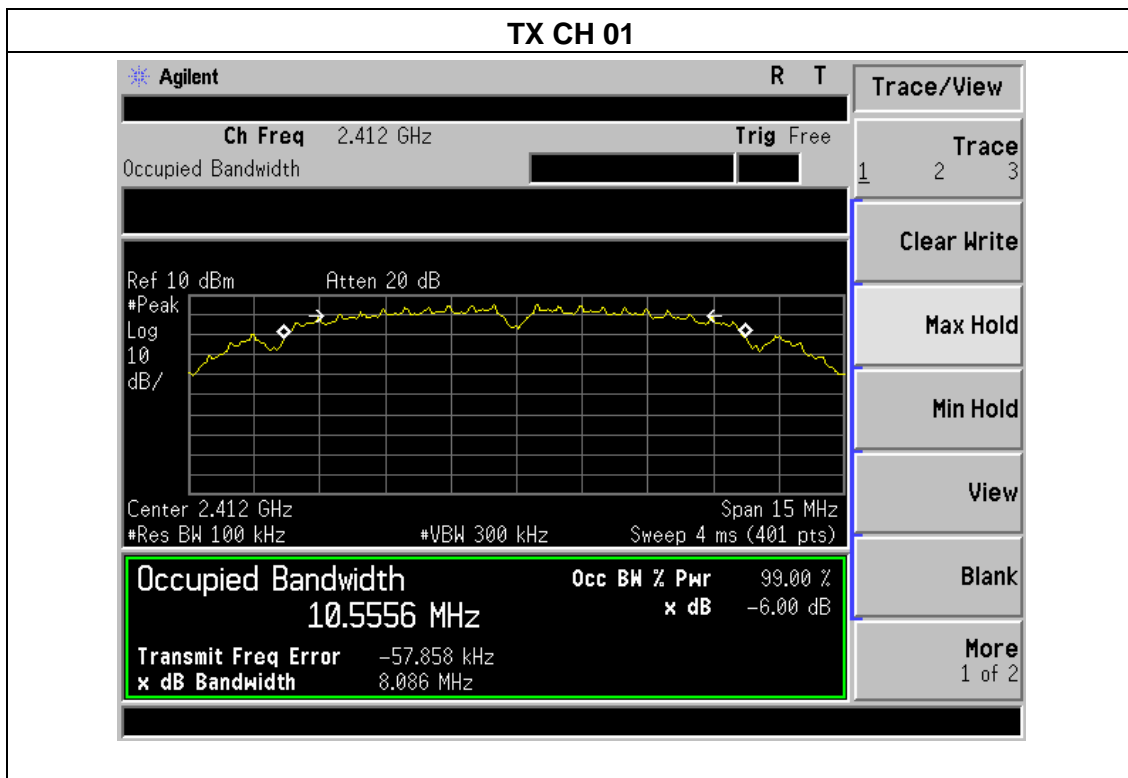 TX CH 01
Agilent R T
Ch Freq 2.412 GHz Trig Free
Occupied Bandwidth
Ref 10 dBm Atten 20 dB
#Peak
Log
10
dB/
Center 2.412 GHz Span 15 MHz
#Res BW 100 kHz #VBW 300 kHz Sweep 4 ms (401 pts)
Occupied Bandwidth Occ BW % Pwr 99.00 %
10.5556 MHz x dB -6.00 dB
Transmit Freq Error -57.858 kHz
x dB Bandwidth 8.086 MHz
Trace/View
Trace
1 2 3
Clear Write
Max Hold
Min Hold
View
Blank
More
1 of 2